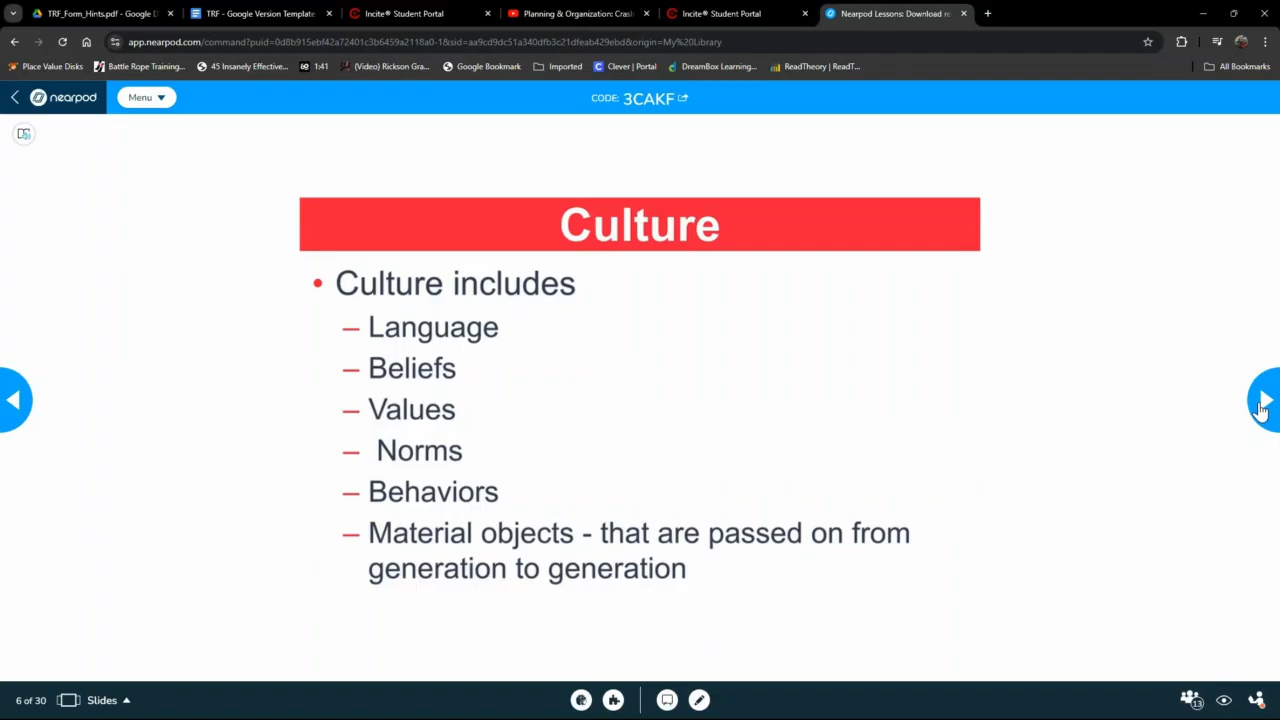 TRF_Form_Hints.pdf - Google D
TRF - Google Version Template
Incite® Student Portal
Planning & Organization: Crash
Incite® Student Portal
Nearpod Lessons: Download re
app.nearpod.com/command?puid=0d8b915ebf42a72401c3b6459a2118a0-1&sid=aa9cd9dc51a340dfb3c21dfeab429ebd&origin=My%20Library
Place Value Disks
Battle Rope Training...
45 Insanely Effective...
1:41
(Video) Rickson Gra...
Google Bookmark
Imported
Clever | Portal
DreamBox Learning...
ReadTheory | ReadT...
All Bookmarks
nearpod
Menu
CODE: 3CAKF
Culture
• Culture includes
– Language
– Beliefs
– Values
– Norms
– Behaviors
– Material objects - that are passed on from
generation to generation
6 of 30
Slides
13